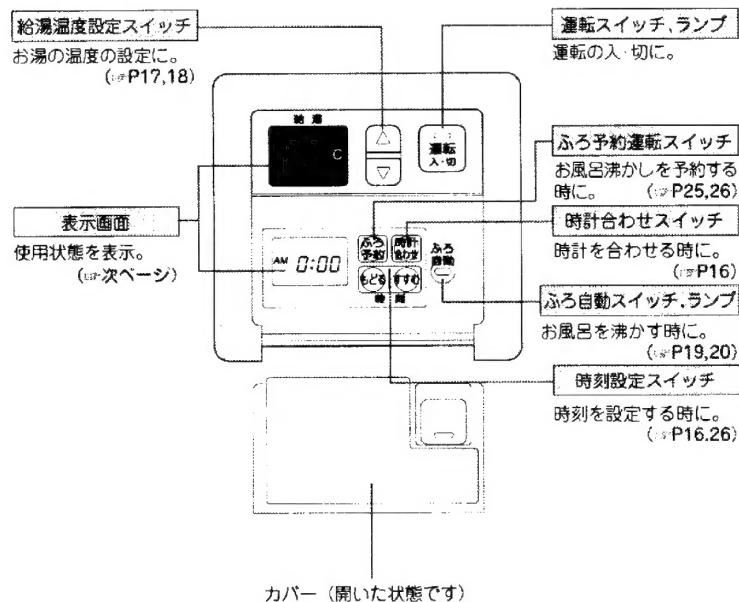 給湯温度設定スイッチ
お湯の温度の設定に。
(☞P17,18)
運転スイッチ、ランプ
運転の入・切に。
給湯
C
運転
入・切
ふろ予約運転スイッチ
お風呂沸かしを予約する
時に。 (☞P25,26)
表示画面
使用状態を表示。
(☞次ページ)
AM 0:00
ふろ
予約
時計
合わせ
ふろ
自動
もどる
すすむ
時刻
時計合わせスイッチ
時計を合わせる時に。
(☞P16)
ふろ自動スイッチ、ランプ
お風呂を沸かす時に。
(☞P19,20)
時刻設定スイッチ
時刻を設定する時に。
(☞P16.26)
カバー（開いた状態です）